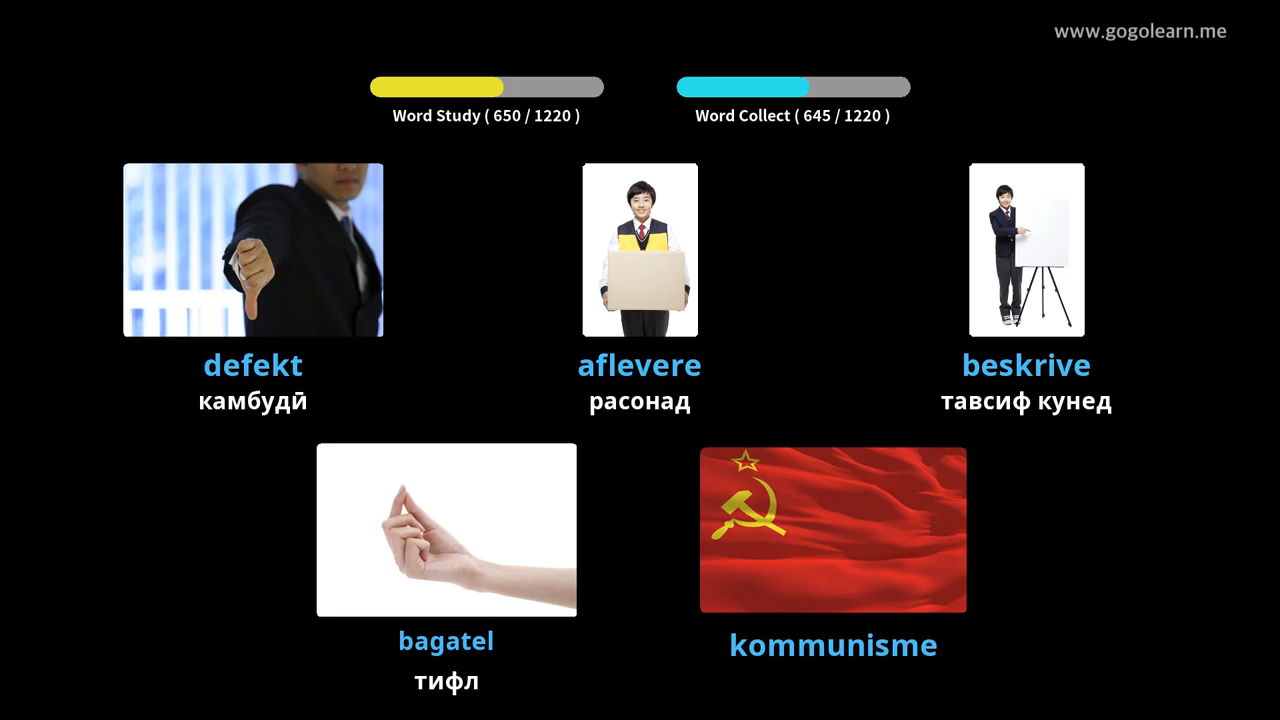 www.gogolearn.me
Word Study ( 650 / 1220 )
Word Collect ( 645 / 1220 )
defekt
камбудӣ
aflevere
расонад
beskrive
тавсиф кунед
bagatel
тифл
kommunisme